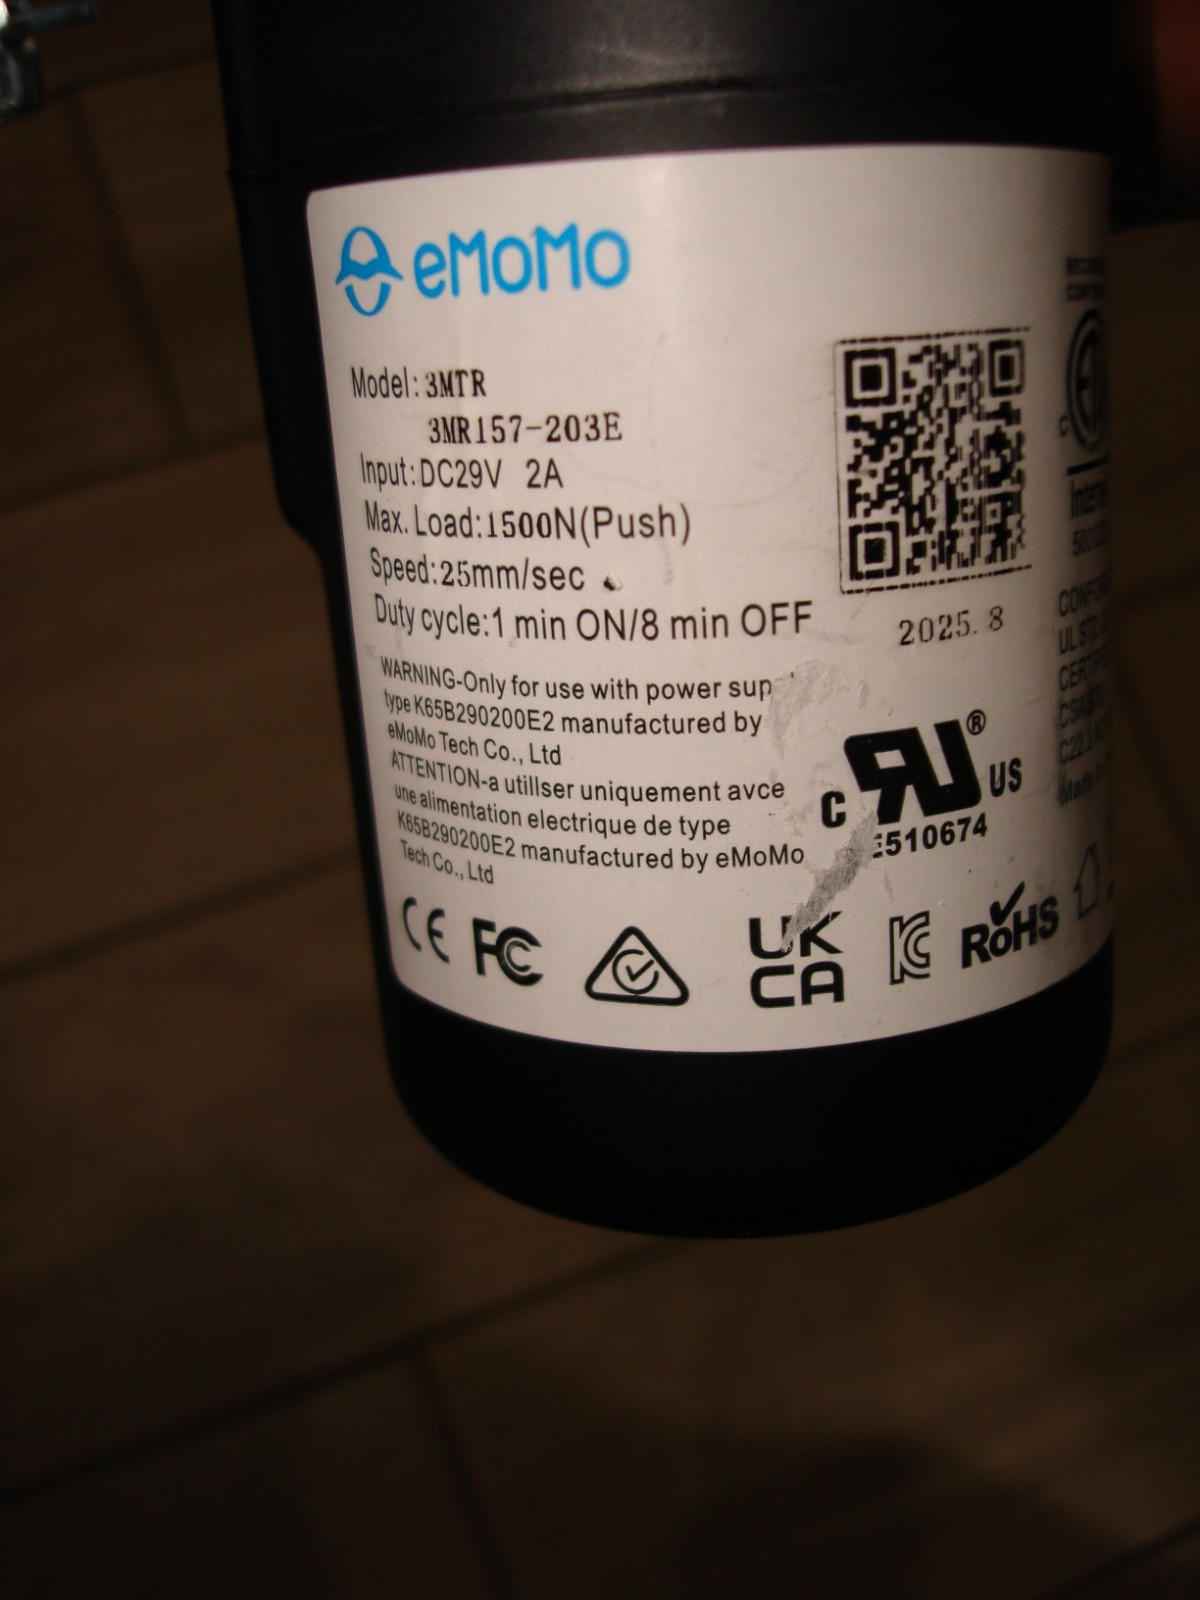 eMoMo
Model: 3MTR
3MR157-203E
Input: DC29V 2A
Max. Load:1500N(Push)
Speed:25mm/sec
Duty cycle:1 min ON/8 min OFF
2025.8
WARNING-Only for use with power sup
type K65B290200E2 manufactured by
eMoMo Tech Co., Ltd
ATTENTION-a utillser uniquement avce
une alimentation electrique de type
K65B290200E2 manufactured by eMoMo
Tech Co., Ltd
c RU ® US
E510674
CE FC UK CA KC RoHS
C